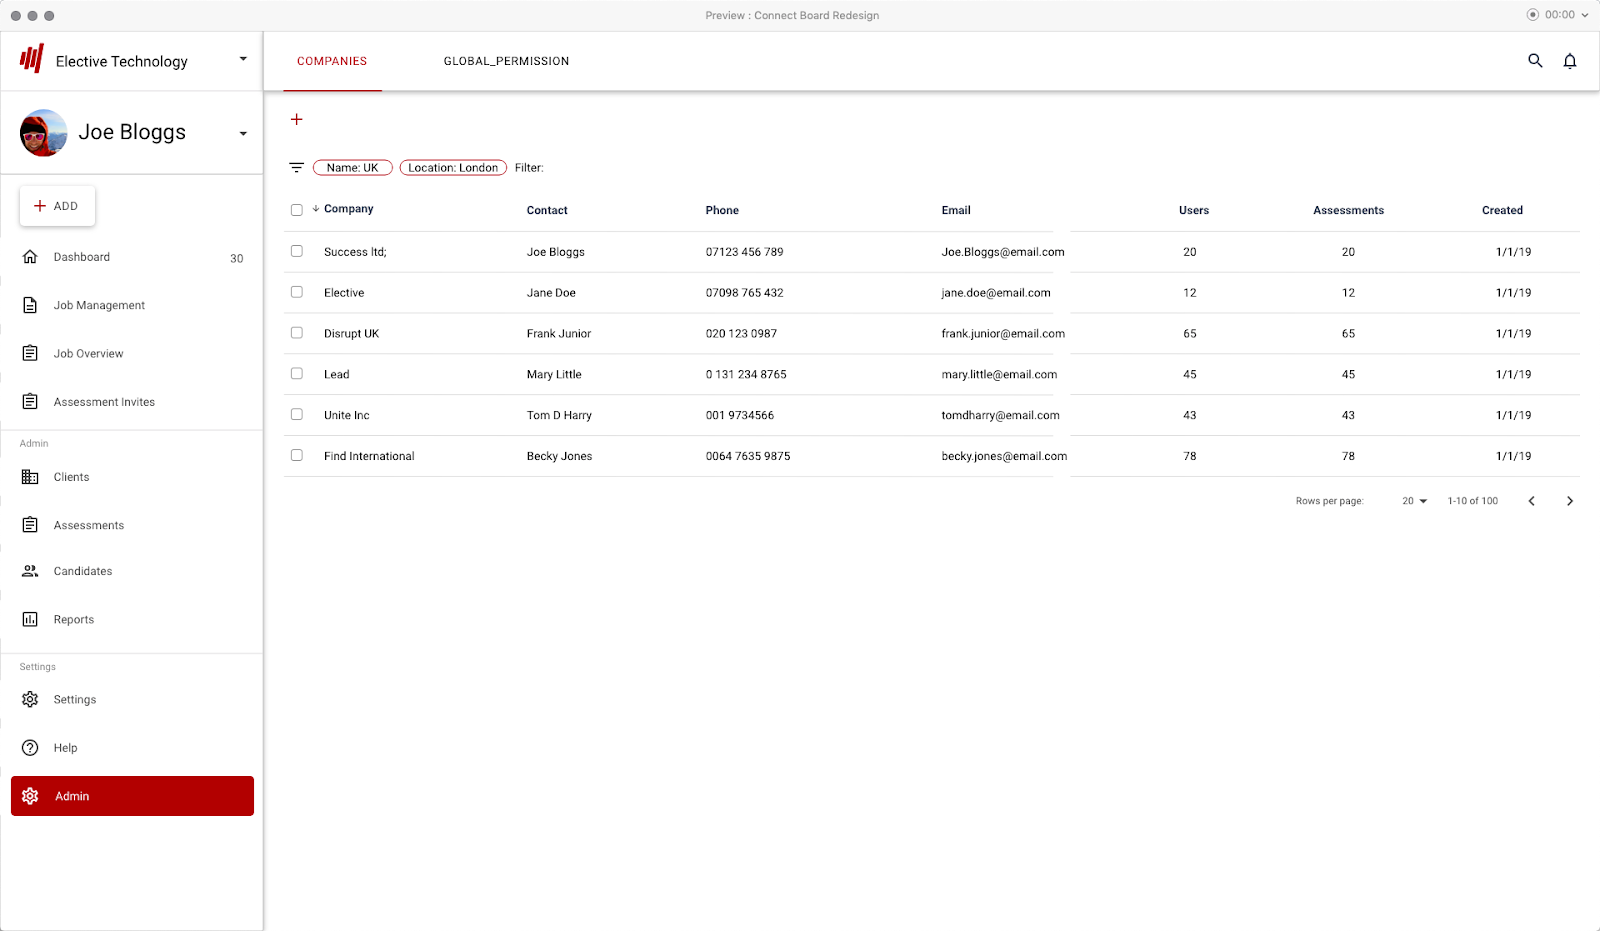 Preview : Connect Board Redesign
00:00
Elective Technology
COMPANIES
GLOBAL_PERMISSION
Joe Bloggs
ADD
Dashboard 30
Job Management
Job Overview
Assessment Invites
Admin
Clients
Assessments
Candidates
Reports
Settings
Settings
Help
Admin
Name: UK Location: London Filter:
Company Contact Phone Email Users Assessments Created
Success ltd; Joe Bloggs 07123 456 789 Joe.Bloggs@email.com 20 20 1/1/19
Elective Jane Doe 07098 765 432 jane.doe@email.com 12 12 1/1/19
Disrupt UK Frank Junior 020 123 0987 frank.junior@email.com 65 65 1/1/19
Lead Mary Little 0 131 234 8765 mary.little@email.com 45 45 1/1/19
Unite Inc Tom D Harry 001 9734566 tomdharry@email.com 43 43 1/1/19
Find International Becky Jones 0064 7635 9875 becky.jones@email.com 78 78 1/1/19
Rows per page: 20 1-10 of 100